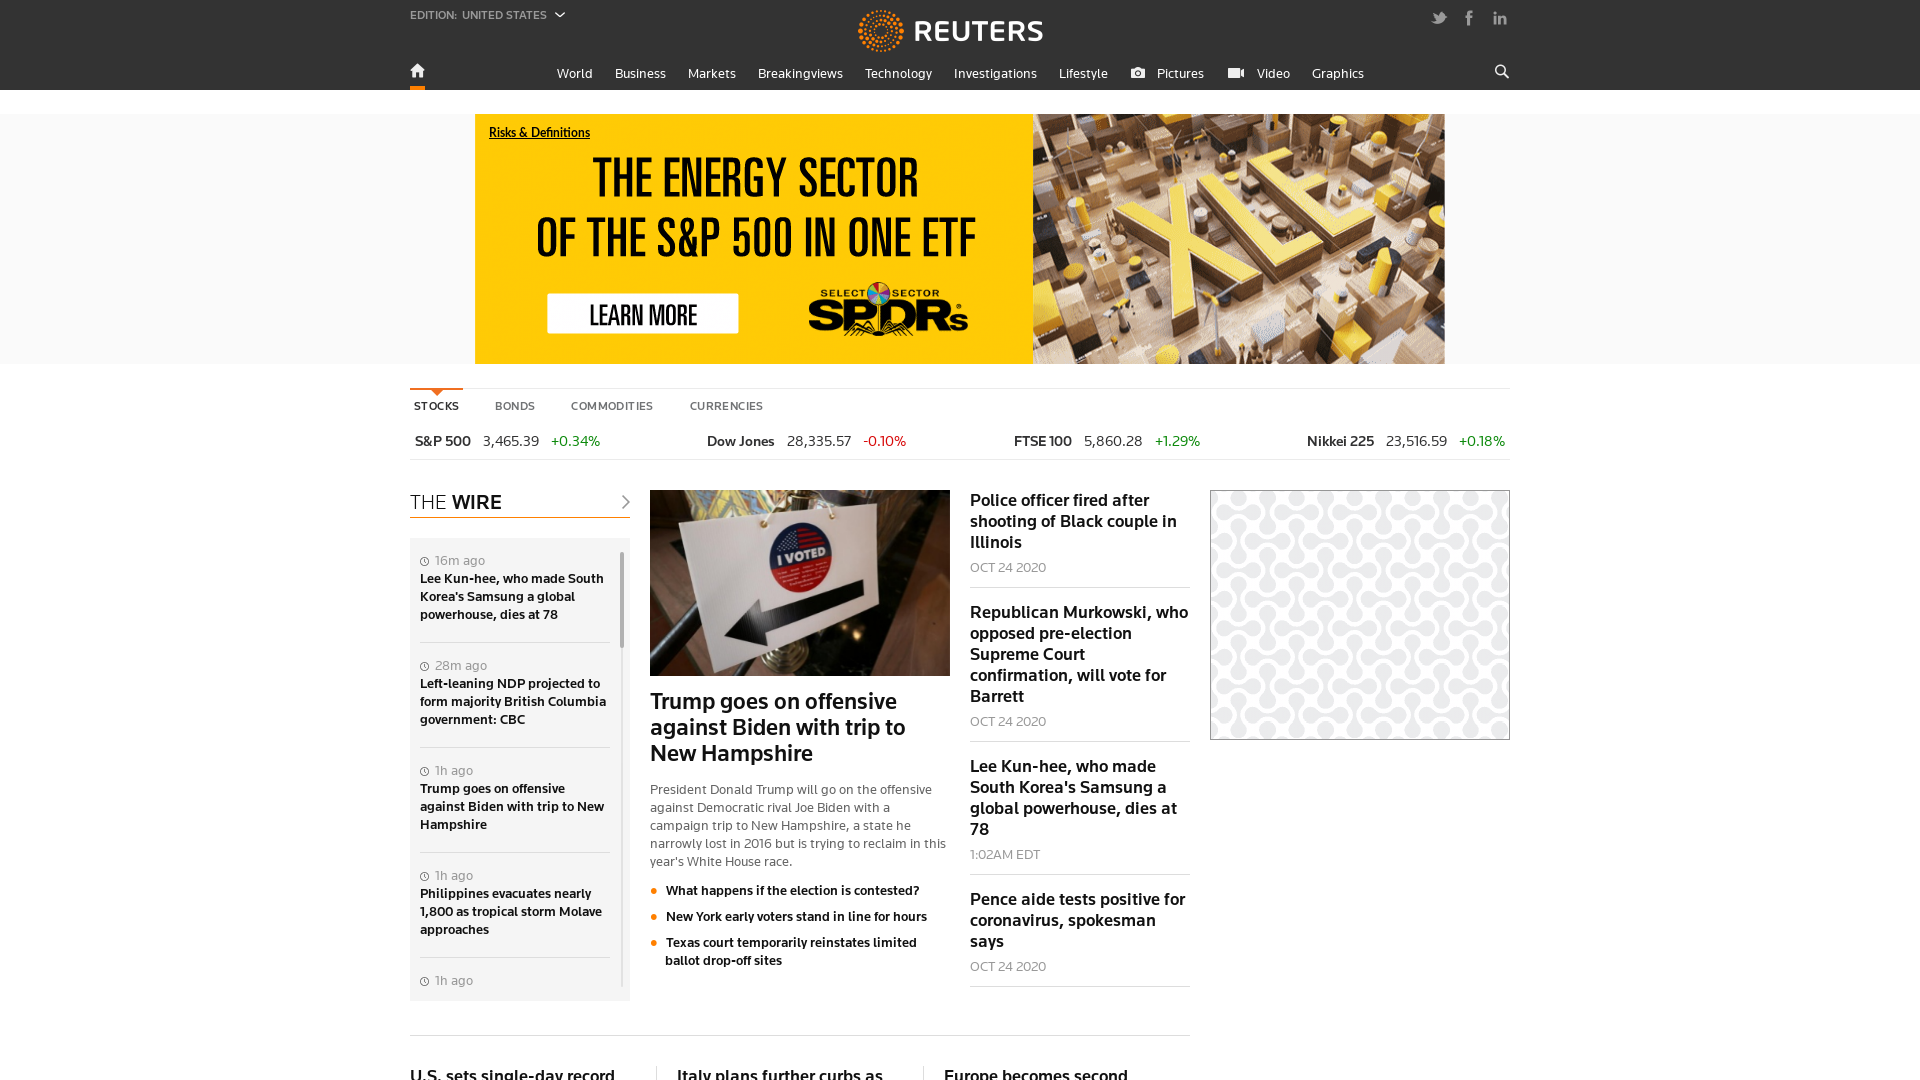 EDITION: UNITED STATES
REUTERS
World Business Markets Breakingviews Technology Investigations Lifestyle Pictures Video Graphics
Risks & Definitions
THE ENERGY SECTOR
OF THE S&P 500 IN ONE ETF
LEARN MORE
SELECT SECTOR
SPDRs
XLE
STOCKS BONDS COMMODITIES CURRENCIES
S&P 500 3,465.39 +0.34% Dow Jones 28,335.57 -0.10% FTSE 100 5,860.28 +1.29% Nikkei 225 23,516.59 +0.18%
THE WIRE
16m ago
Lee Kun-hee, who made South
Korea's Samsung a global
powerhouse, dies at 78
28m ago
Left-leaning NDP projected to
form majority British Columbia
government: CBC
1h ago
Trump goes on offensive
against Biden with trip to New
Hampshire
1h ago
Philippines evacuates nearly
1,800 as tropical storm Molave
approaches
1h ago
I VOTED
Trump goes on offensive
against Biden with trip to
New Hampshire
President Donald Trump will go on the offensive
against Democratic rival Joe Biden with a
campaign trip to New Hampshire, a state he
narrowly lost in 2016 but is trying to reclaim in this
year's White House race.
What happens if the election is contested?
New York early voters stand in line for hours
Texas court temporarily reinstates limited
ballot drop-off sites
Police officer fired after
shooting of Black couple in
Illinois
OCT 24 2020
Republican Murkowski, who
opposed pre-election
Supreme Court
confirmation, will vote for
Barrett
OCT 24 2020
Lee Kun-hee, who made
South Korea's Samsung a
global powerhouse, dies at
78
1:02AM EDT
Pence aide tests positive for
coronavirus, spokesman
says
OCT 24 2020
U.S. sets single-day record
Italy plans further curbs as
Europe becomes second